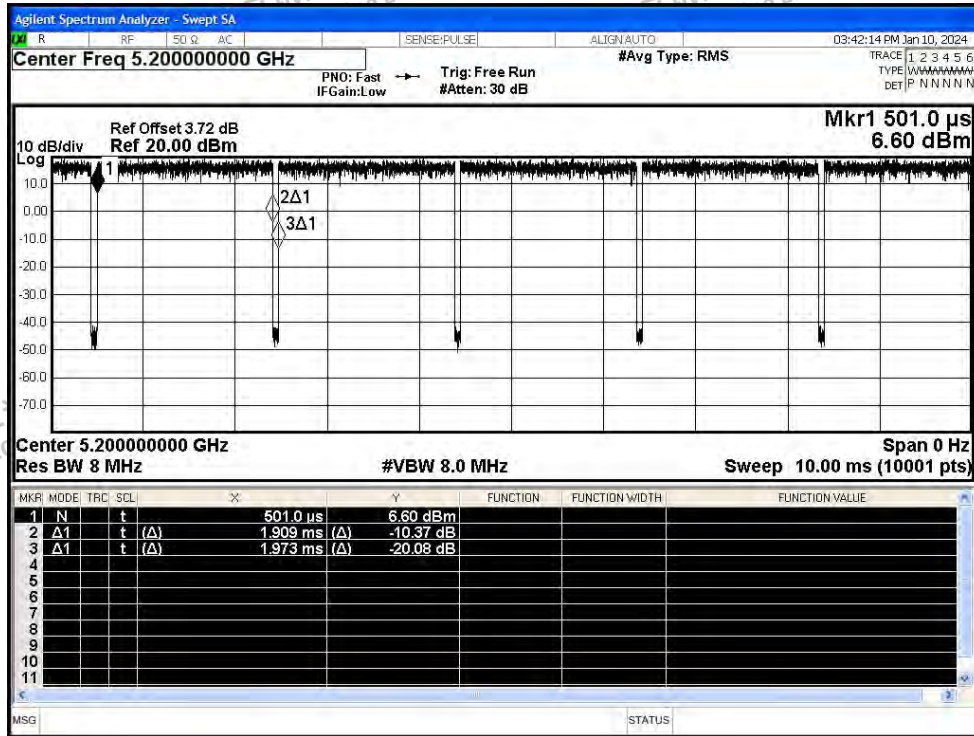 Agilent Spectrum Analyzer - Swept SA
LXI R RF 50 Ω AC SENSE:PULSE ALIGN AUTO 03:42:14 PM Jan 10, 2024
Center Freq 5.200000000 GHz
PNO: Fast
IFGain:Low
Trig: Free Run
#Atten: 30 dB
#Avg Type: RMS
TRACE 1 2 3 4 5 6
TYPE
DET P N N N N N
Mkr1 501.0 µs
6.60 dBm
Ref Offset 3.72 dB
10 dB/div Ref 20.00 dBm
Log
1
10.0
2Δ1
0.00
3Δ1
-10.0
-20.0
-30.0
-40.0
-50.0
-60.0
-70.0
Center 5.200000000 GHz Span 0 Hz
Res BW 8 MHz #VBW 8.0 MHz Sweep 10.00 ms (10001 pts)
MKR MODE TRC SCL X Y FUNCTION FUNCTION WIDTH FUNCTION VALUE
1 N t 501.0 µs 6.60 dBm
2 Δ1 t (Δ) 1.909 ms (Δ) -10.37 dB
3 Δ1 t (Δ) 1.973 ms (Δ) -20.08 dB
4
5
6
7
8
9
10
11
MSG STATUS